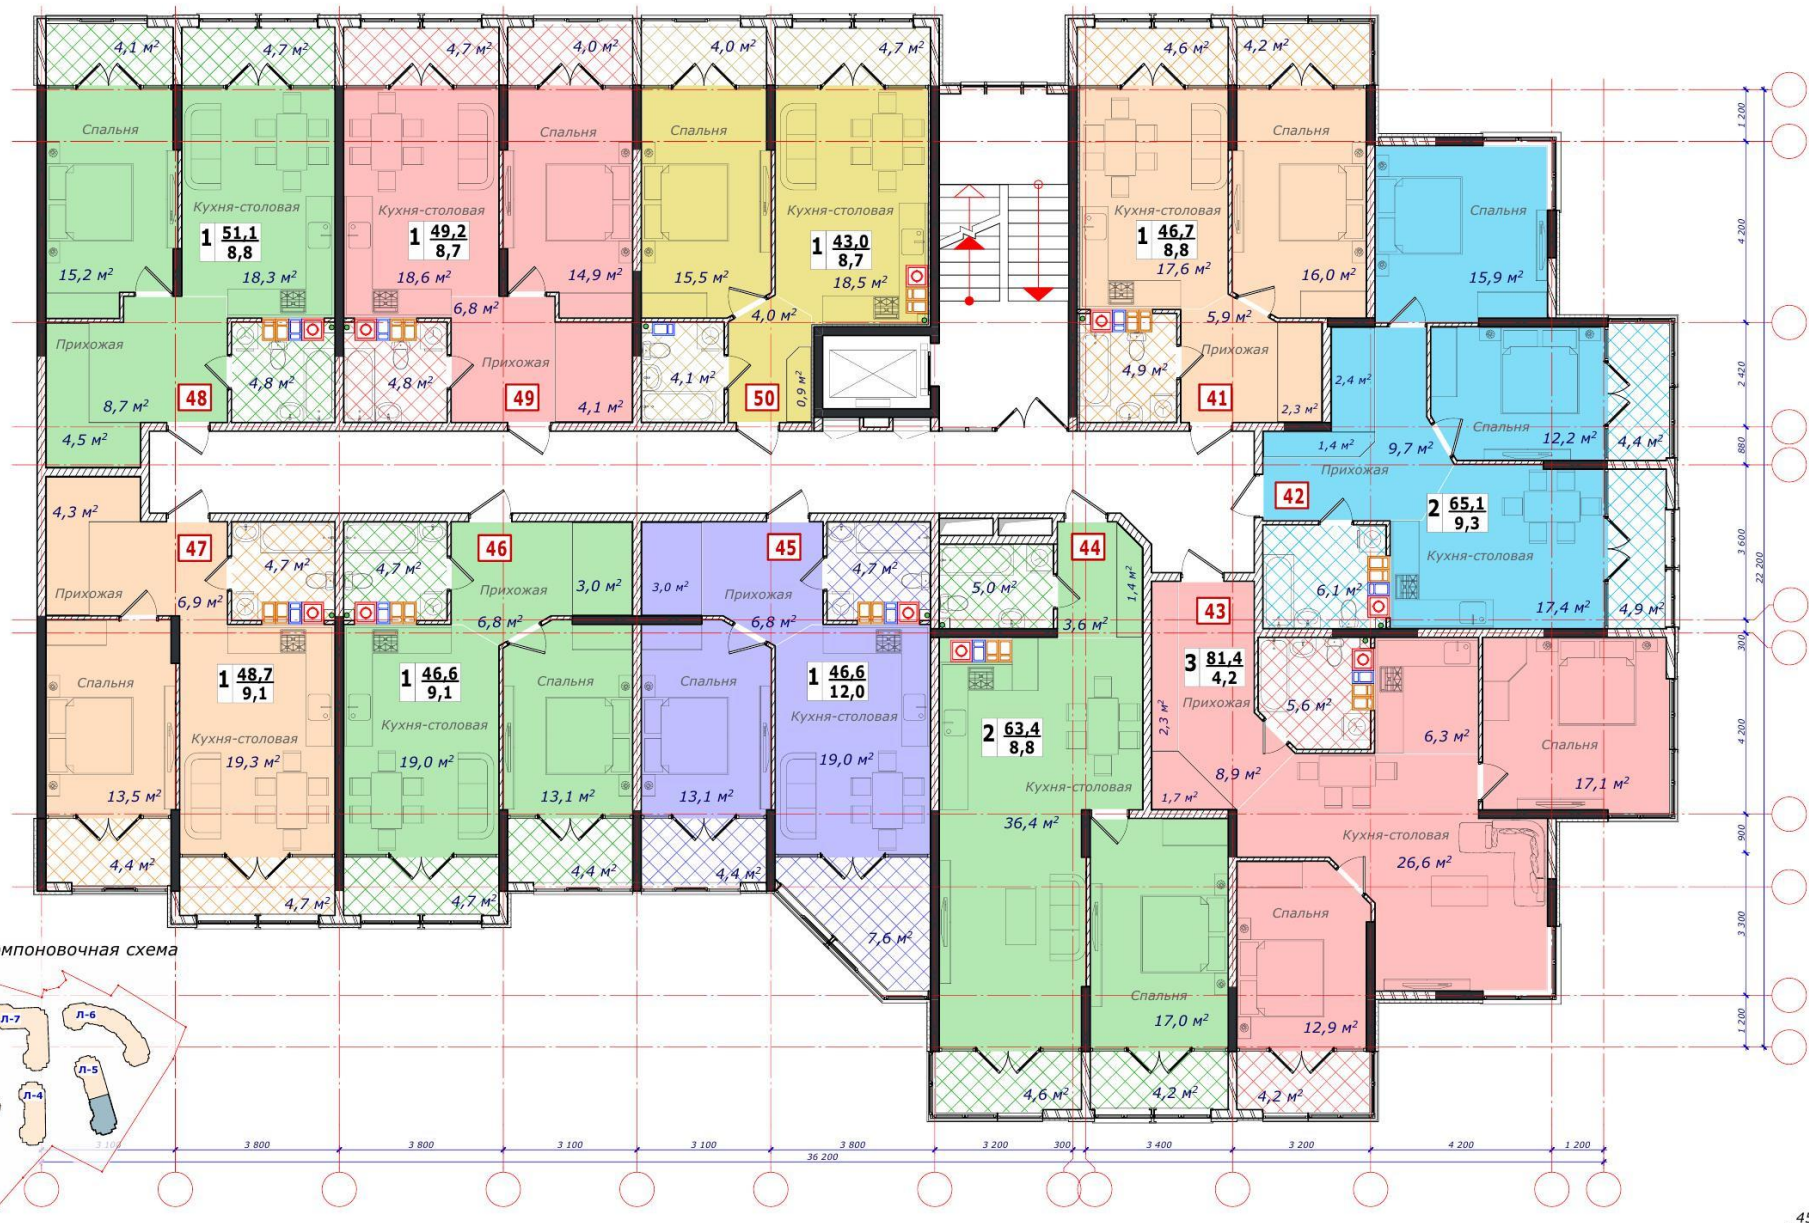 4,1 м²
4,7 м²
4,7 м²
4,0 м²
4,0 м²
4,7 м²
4,6 м²
4,2 м²
Спальня
15,2 м²
Кухня-столовая
1 51,1
8,8
18,3 м²
Прихожая
8,7 м²
4,5 м²
4,8 м²
48
Кухня-столовая
1 49,2
8,7
18,6 м²
Спальня
14,9 м²
6,8 м²
Прихожая
4,8 м²
49
4,1 м²
Спальня
15,5 м²
Кухня-столовая
1 43,0
8,7
18,5 м²
4,0 м²
4,1 м²
50
0,9 м²
Кухня-столовая
1 46,7
8,8
17,6 м²
Спальня
16,0 м²
5,9 м²
Прихожая
4,9 м²
41
2,3 м²
Спальня
15,9 м²
2,4 м²
Спальня
12,2 м²
4,4 м²
1,4 м²
9,7 м²
Прихожая
42
2 65,1
9,3
Кухня-столовая
6,1 м²
17,4 м²
4,9 м²
4,3 м²
47
4,7 м²
Прихожая
6,9 м²
Спальня
1 48,7
9,1
Кухня-столовая
19,3 м²
13,5 м²
4,4 м²
4,7 м²
4,7 м²
46
Прихожая
3,0 м²
6,8 м²
1 46,6
9,1
Спальня
Кухня-столовая
19,0 м²
13,1 м²
4,7 м²
4,4 м²
45
3,0 м²
Прихожая
4,7 м²
6,8 м²
Спальня
1 46,6
12,0
Кухня-столовая
19,0 м²
13,1 м²
4,4 м²
7,6 м²
44
5,0 м²
1,4 м²
3,6 м²
2 63,4
8,8
Кухня-столовая
36,4 м²
Спальня
17,0 м²
4,6 м²
4,2 м²
43
3 81,4
4,2
Прихожая
2,3 м²
8,9 м²
1,7 м²
5,6 м²
6,3 м²
Спальня
17,1 м²
Кухня-столовая
26,6 м²
Спальня
12,9 м²
4,2 м²
1 200
4 200
2 420
880
3 600
22 200
300
4 200
900
3 300
1 200
мпоновочная схема
Л-7
Л-6
Л-5
Л-4
3 100
3 800
3 800
3 100
3 100
3 800
3 200
300
3 400
3 200
4 200
1 200
36 200
45